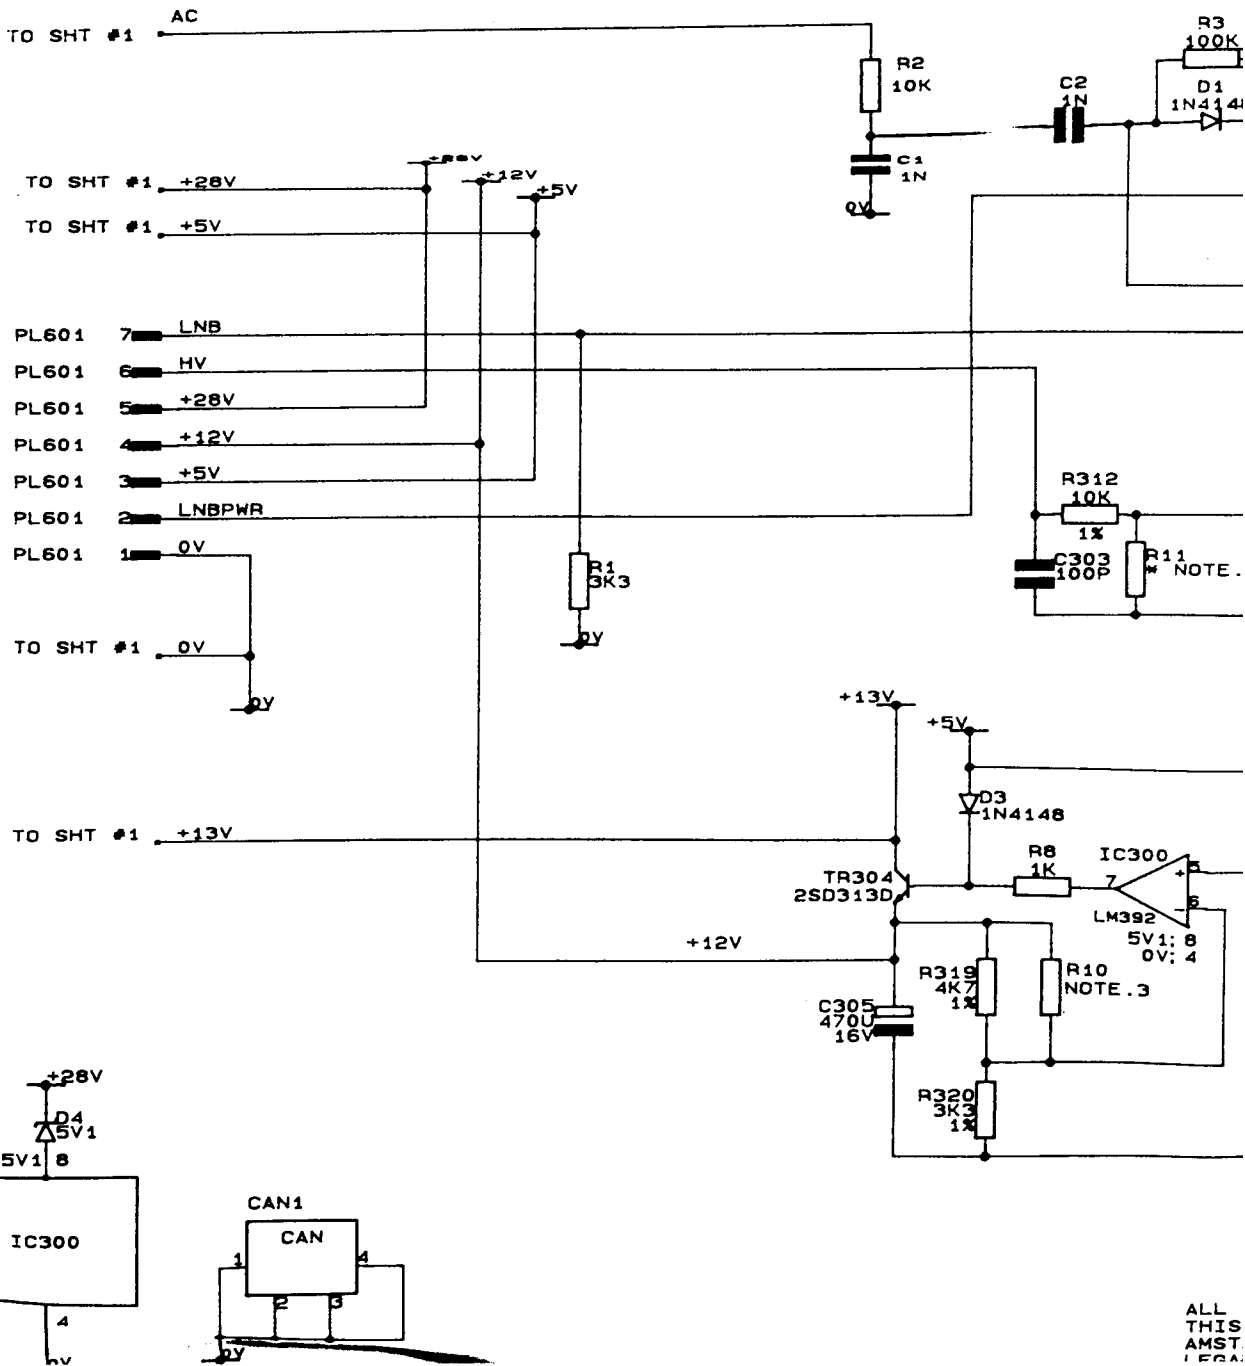 AC
TO SHT #1
R3
100K
R2
10K
C2
1N
D1
1N4148
C1
1N
0V
+28V
+12V
+5V
TO SHT #1 +28V
TO SHT #1 +5V
PL601 7 LNB
PL601 6 HV
PL601 5 +28V
PL601 4 +12V
PL601 3 +5V
PL601 2 LNBPWR
PL601 1 0V
R312
10K
1%
C303
100P
R11
* NOTE.
R1
3K3
0V
TO SHT #1 0V
0V
+13V
+5V
D3
1N4148
TO SHT #1 +13V
R8
1K
IC300
7
+ 5
- 6
LM392
5V1: 8
0V: 4
TR304
2SD313D
+12V
R319
4K7
1%
R10
NOTE.3
C305
470U
16V
R320
3K3
1%
+28V
D4
5V1
5V1 8
IC300
4
0V
CAN1
CAN
1
4
2
3
0V
ALL
THIS
AMST
LEGA